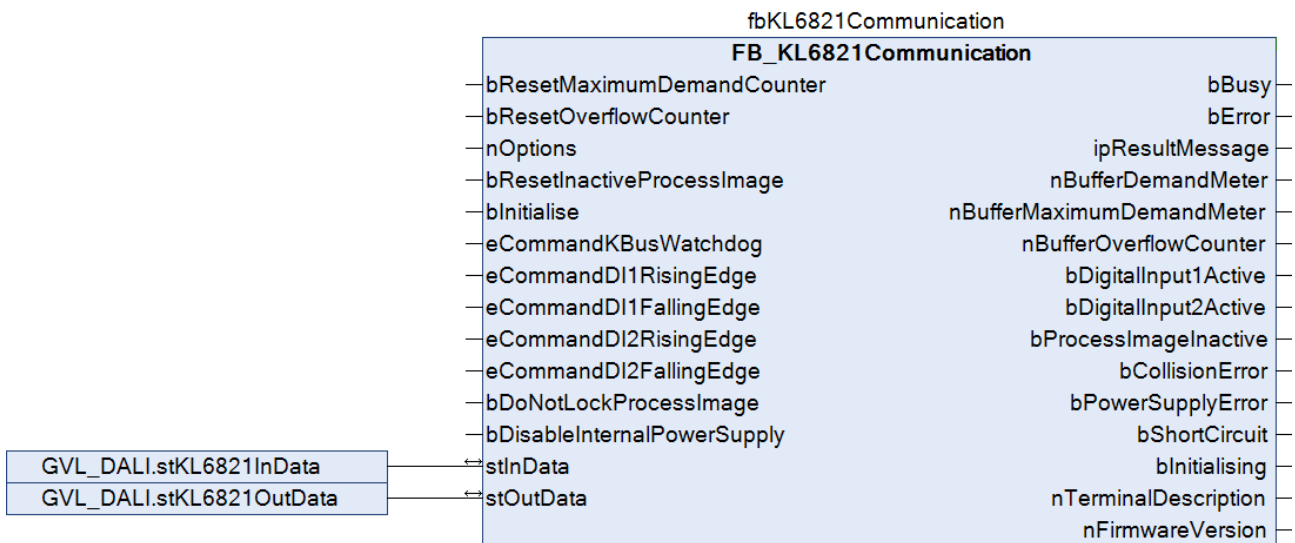 fbKL6821Communication
FB_KL6821Communication
bResetMaximumDemandCounter bBusy
bResetOverflowCounter bError
nOptions ipResultMessage
bResetInactiveProcessImage nBufferDemandMeter
bInitialise nBufferMaximumDemandMeter
eCommandKBusWatchdog nBufferOverflowCounter
eCommandDI1RisingEdge bDigitalInput1Active
eCommandDI1FallingEdge bDigitalInput2Active
eCommandDI2RisingEdge bProcessImageInactive
eCommandDI2FallingEdge bCollisionError
bDoNotLockProcessImage bPowerSupplyError
bDisableInternalPowerSupply bShortCircuit
GVL_DALI.stKL6821InData stInData bInitialising
GVL_DALI.stKL6821OutData stOutData nTerminalDescription
nFirmwareVersion